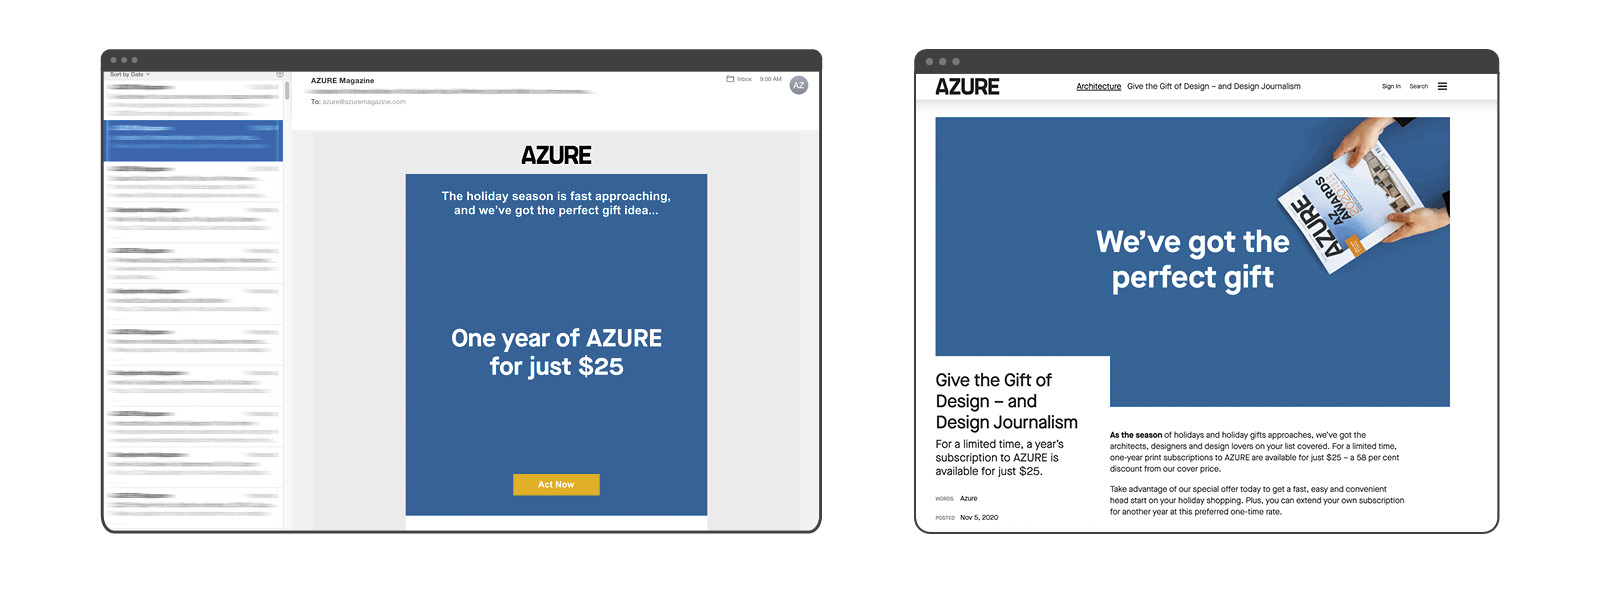 Sort by Date
AZURE Magazine
Inbox
9:00 AM
AZ
To: azure@azuremagazine.com
AZURE
The holiday season is fast approaching,
and we've got the perfect gift idea...
One year of AZURE
for just $25
Act Now
AZURE
Architecture Give the Gift of Design – and Design Journalism
Sign In
Search
We've got the
perfect gift
AZURE
AZ
AWARDS
2020
Give the Gift of
Design – and
Design Journalism
For a limited time, a year's
subscription to AZURE is
available for just $25.
WORDS Azure
POSTED Nov 5, 2020
As the season of holidays and holiday gifts approaches, we've got the
architects, designers and design lovers on your list covered. For a limited time,
one-year print subscriptions to AZURE are available for just $25 – a 58 per cent
discount from our cover price.
Take advantage of our special offer today to get a fast, easy and convenient
head start on your holiday shopping. Plus, you can extend your own subscription
for another year at this preferred one-time rate.